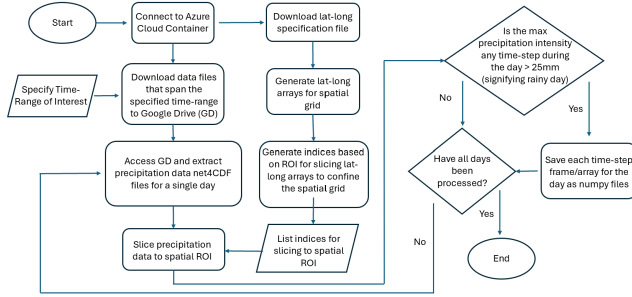 Start
Connect to Azure
Cloud Container
Download lat-long
specification file
Specify Time-
Range of Interest
Download data files
that span the
specified time-range
to Google Drive (GD)
Generate lat-long
arrays for spatial
grid
Access GD and extract
precipitation data net4CDF
files for a single day
Generate indices based
on ROI for slicing lat-
long arrays to confine
the spatial grid
Slice precipitation
data to spatial ROI
List indices for
slicing to spatial
ROI
Is the max
precipitation intensity
any time-step during
the day > 25mm
(signifying rainy day)
No
Yes
Have all days
been
processed?
Save each time-step
frame/array for the
day as numpy files
No
Yes
End